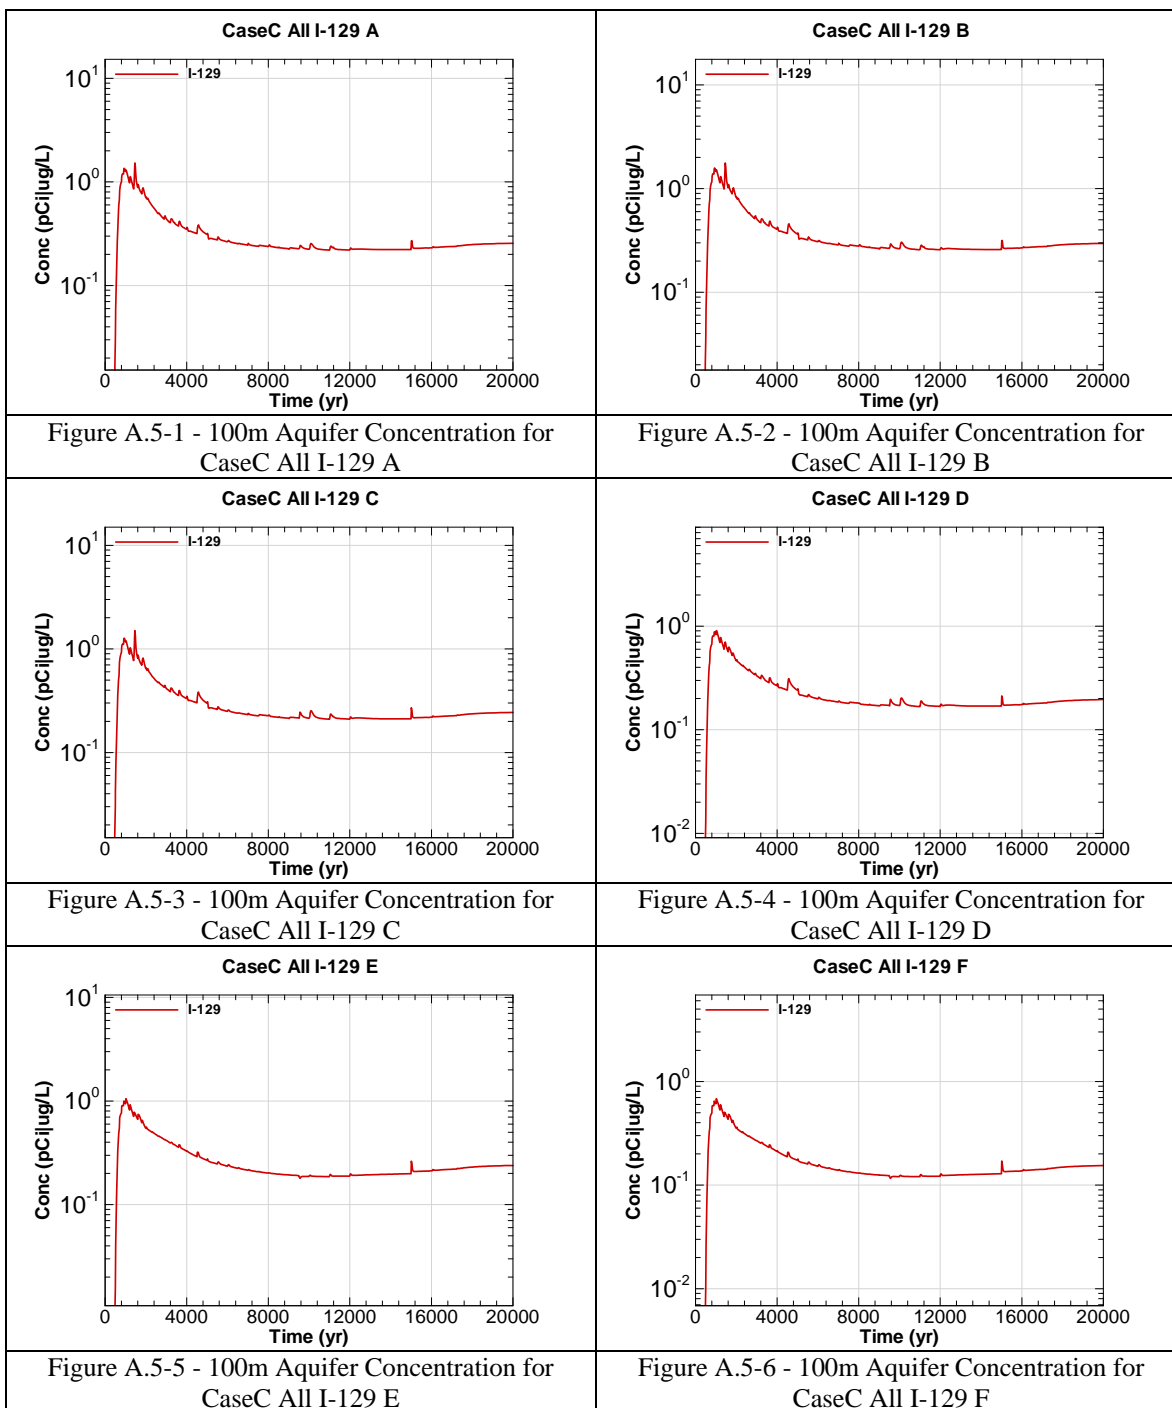 CaseC All I-129 A
I-129
10^1
10^0
10^-1
Conc (pCi|ug/L)
0 4000 8000 12000 16000 20000
Time (yr)
Figure A.5-1 - 100m Aquifer Concentration for
CaseC All I-129 A
CaseC All I-129 B
I-129
10^1
10^0
10^-1
Conc (pCi|ug/L)
0 4000 8000 12000 16000 20000
Time (yr)
Figure A.5-2 - 100m Aquifer Concentration for
CaseC All I-129 B
CaseC All I-129 C
I-129
10^1
10^0
10^-1
Conc (pCi|ug/L)
0 4000 8000 12000 16000 20000
Time (yr)
Figure A.5-3 - 100m Aquifer Concentration for
CaseC All I-129 C
CaseC All I-129 D
I-129
10^0
10^-1
10^-2
Conc (pCi|ug/L)
0 4000 8000 12000 16000 20000
Time (yr)
Figure A.5-4 - 100m Aquifer Concentration for
CaseC All I-129 D
CaseC All I-129 E
I-129
10^1
10^0
10^-1
Conc (pCi|ug/L)
0 4000 8000 12000 16000 20000
Time (yr)
Figure A.5-5 - 100m Aquifer Concentration for
CaseC All I-129 E
CaseC All I-129 F
I-129
10^0
10^-1
10^-2
Conc (pCi|ug/L)
0 4000 8000 12000 16000 20000
Time (yr)
Figure A.5-6 - 100m Aquifer Concentration for
CaseC All I-129 F